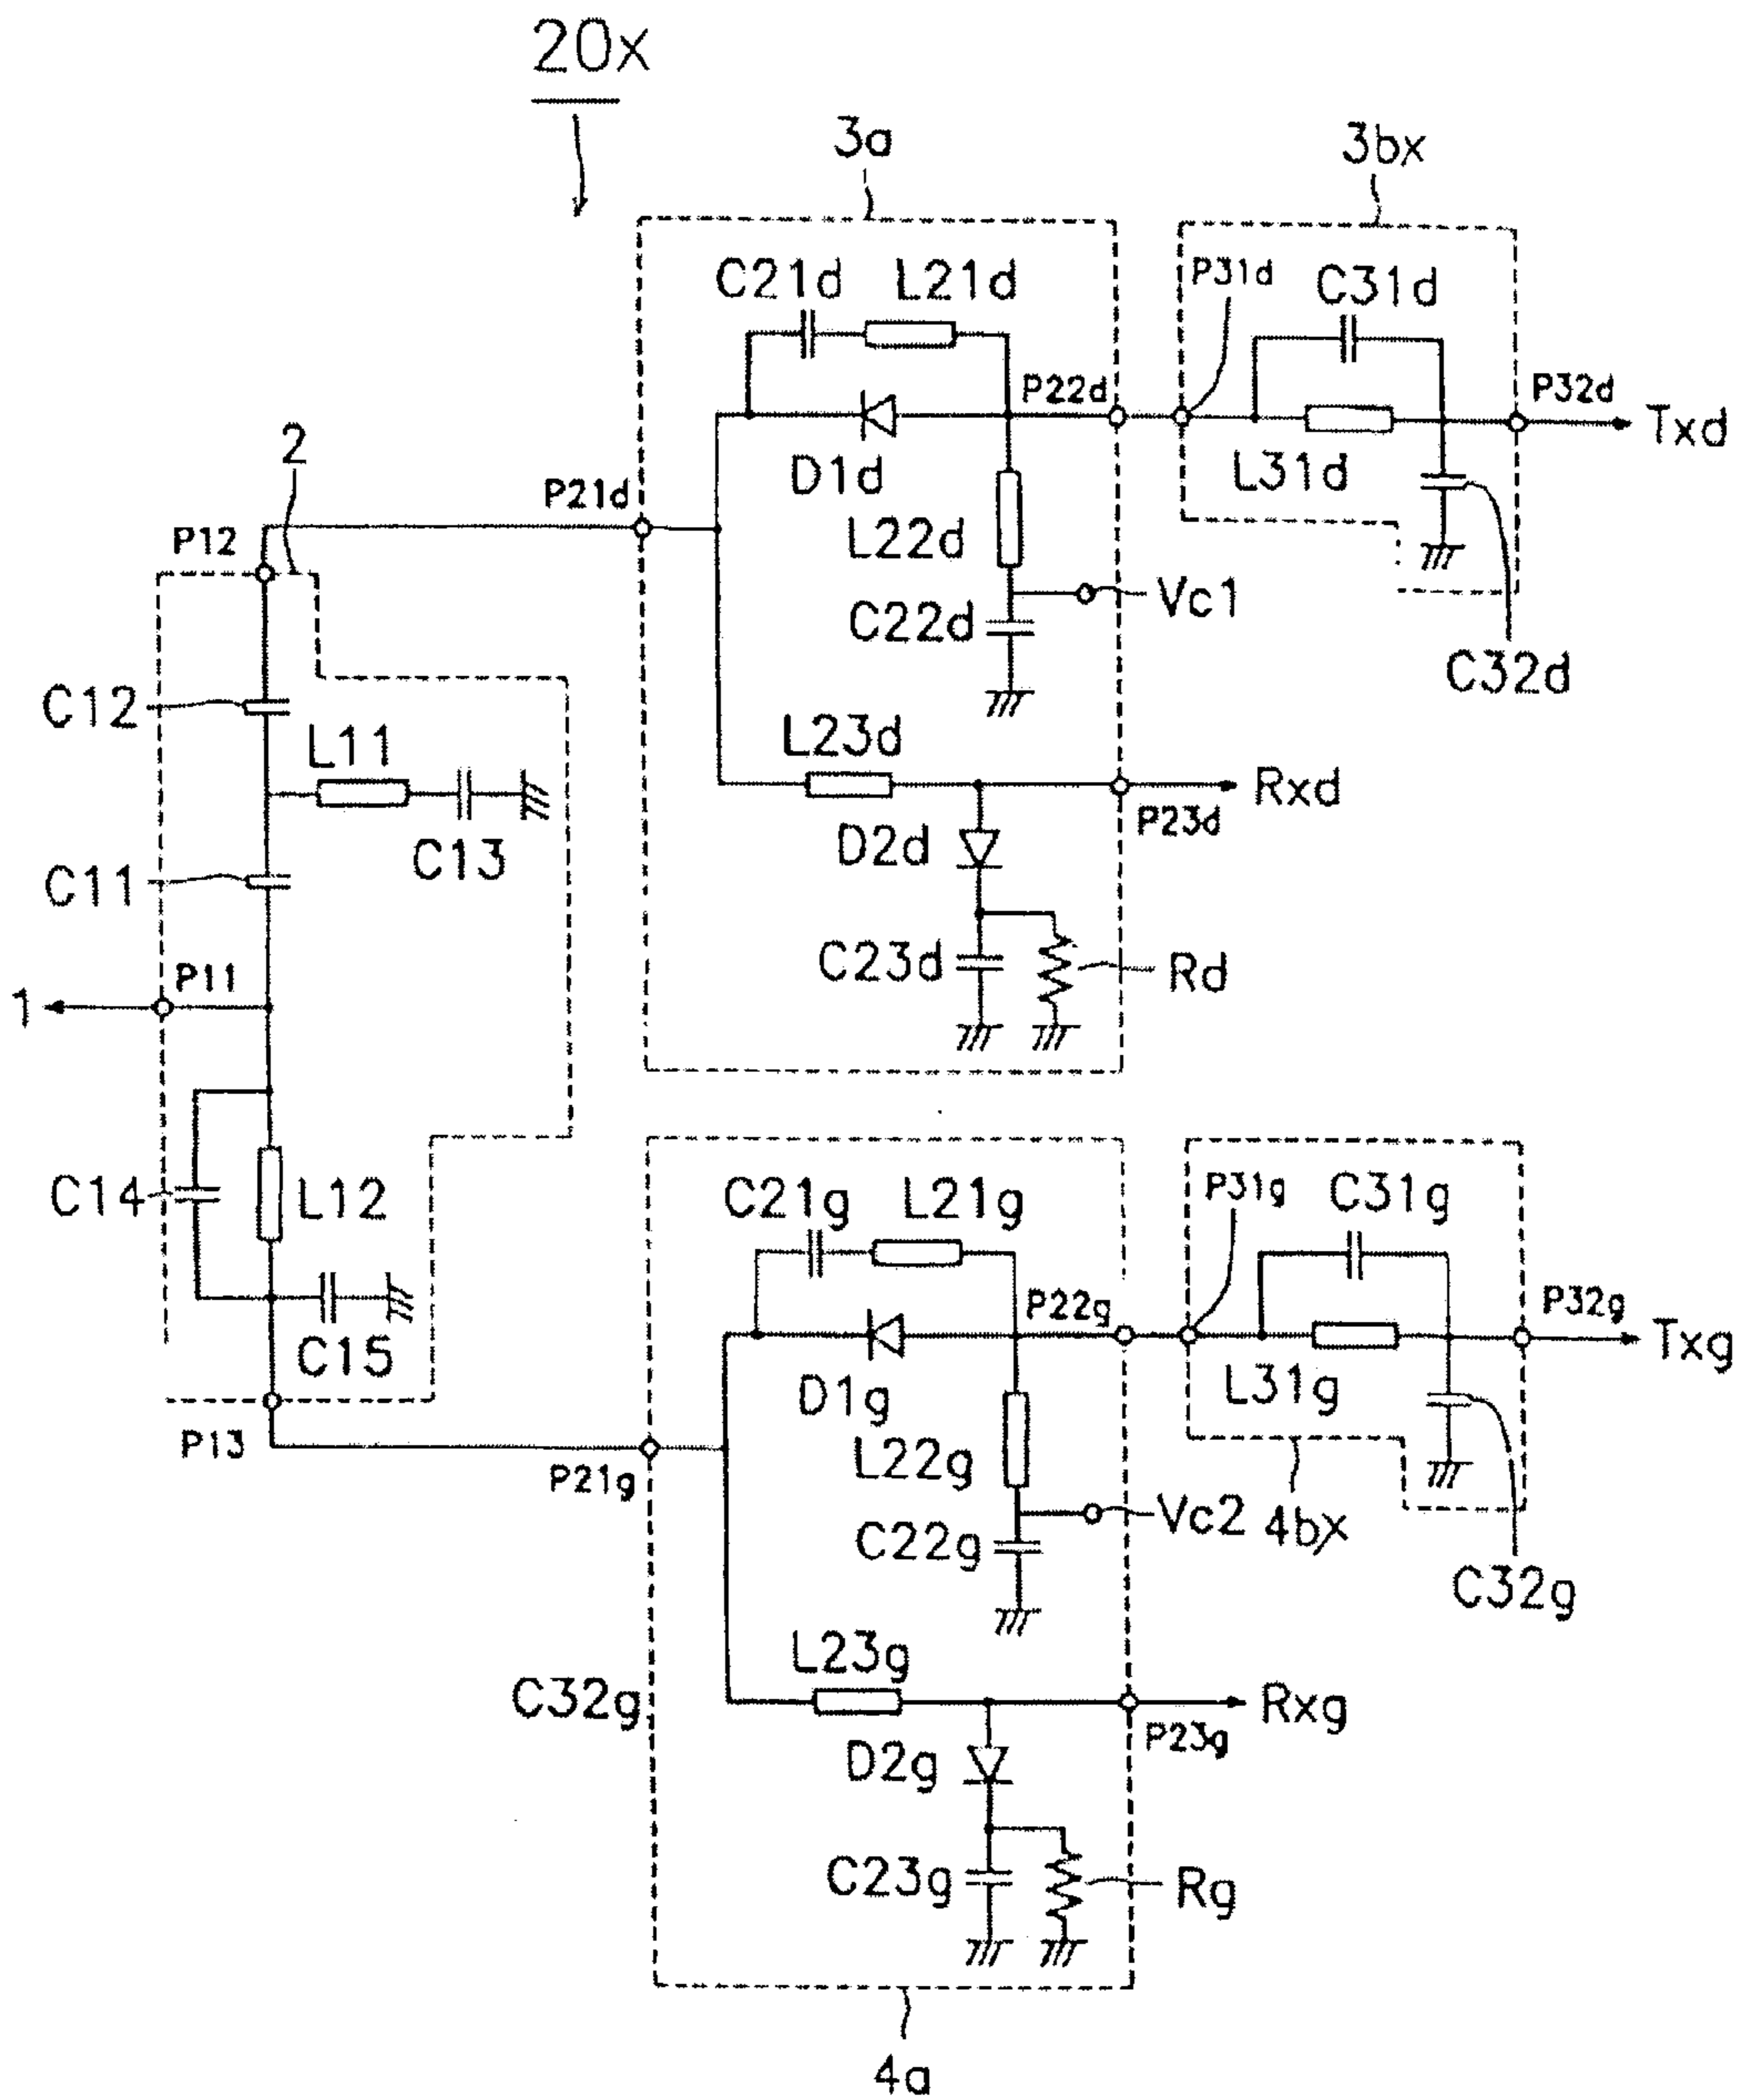 20x
3a
3bx
C21d
L21d
P31d
C31d
P22d
P32d
Txd
D1d
L31d
2
P12
P21d
L22d
Vc1
C22d
C32d
C12
L11
L23d
Rxd
P23d
C13
D2d
C11
C23d
Rd
P11
1
C14
L12
C21g
L21g
P31g
C31g
P22g
P32g
Txg
C15
D1g
L31g
P13
P21g
L22g
Vc2
4bx
C22g
C32g
L23g
C32g
Rxg
P23g
D2g
C23g
Rg
4a